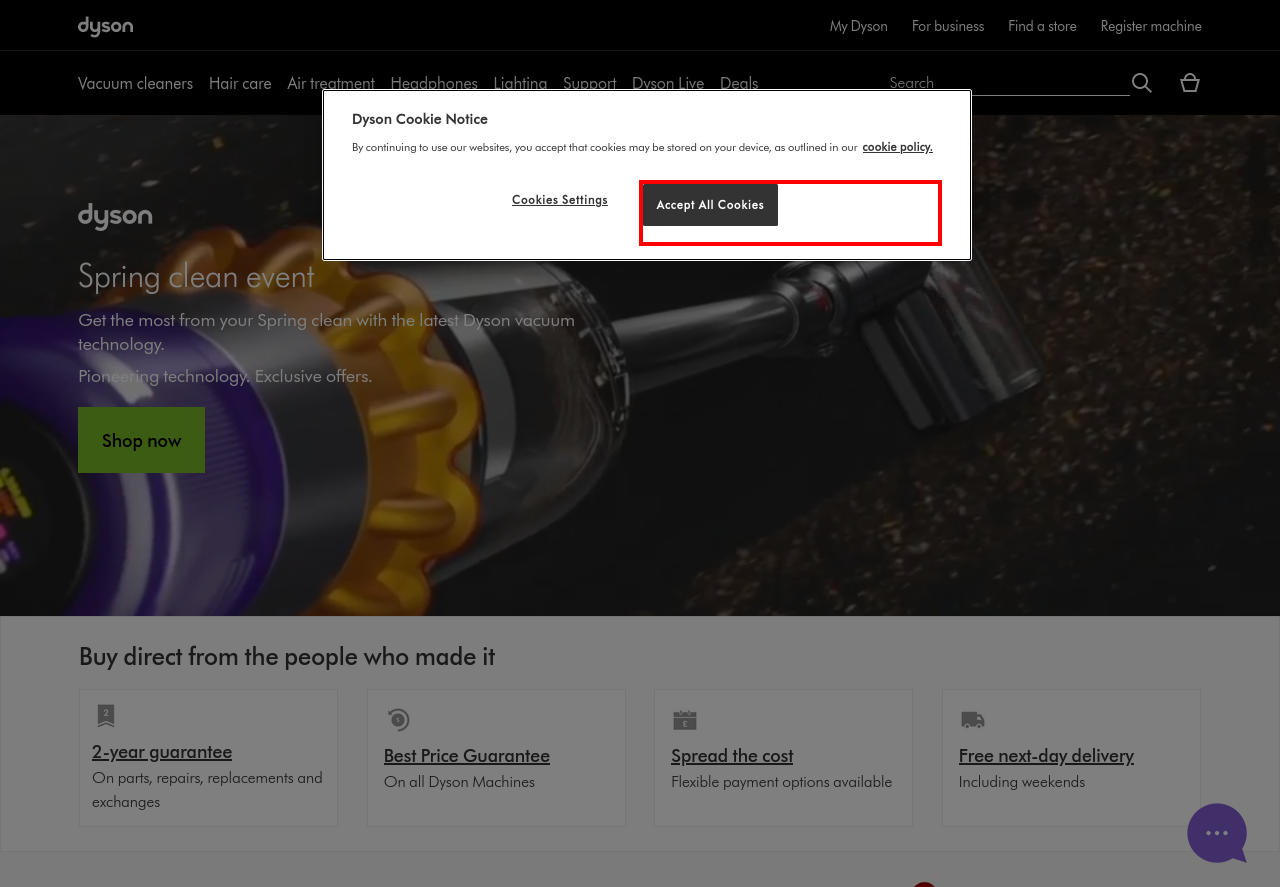 dyson
My Dyson For business Find a store Register machine
Vacuum cleaners Hair care Air treatment Headphones Lighting Support Dyson Live Deals Search
Dyson Cookie Notice
By continuing to use our websites, you accept that cookies may be stored on your device, as outlined in our cookie policy.
Cookies Settings Accept All Cookies
dyson
Spring clean event
Get the most from your Spring clean with the latest Dyson vacuum
technology.
Pioneering technology. Exclusive offers.
Shop now
Buy direct from the people who made it
2-year guarantee
On parts, repairs, replacements and
exchanges
Best Price Guarantee
On all Dyson Machines
Spread the cost
Flexible payment options available
Free next-day delivery
Including weekends